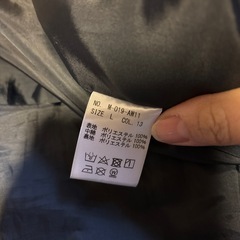 NO. M-019-AW11
SIZE L COL. 13
表地 ポリエステル 100%
中綿 ポリエステル 100%
裏地 ポリエステル 100%